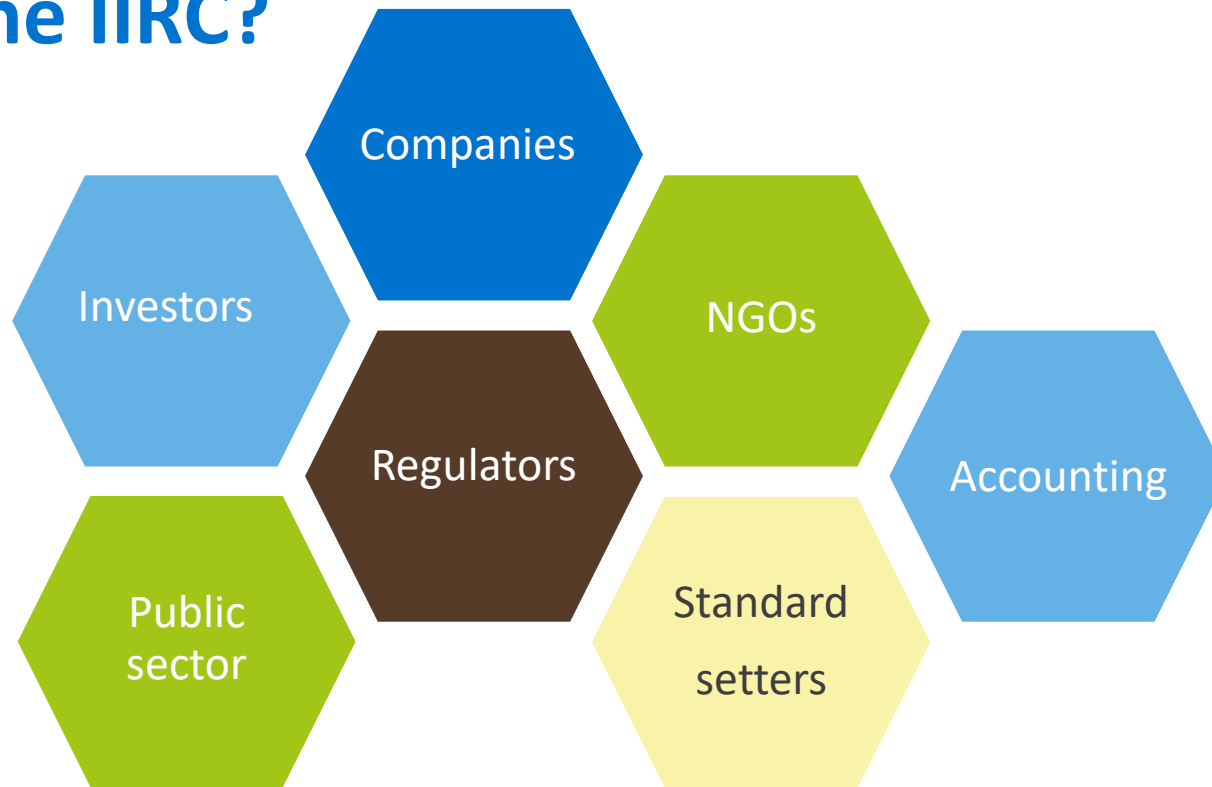 he IIRC?
Companies
Investors
NGOs
Regulators
Accounting
Public
sector
Standard
setters